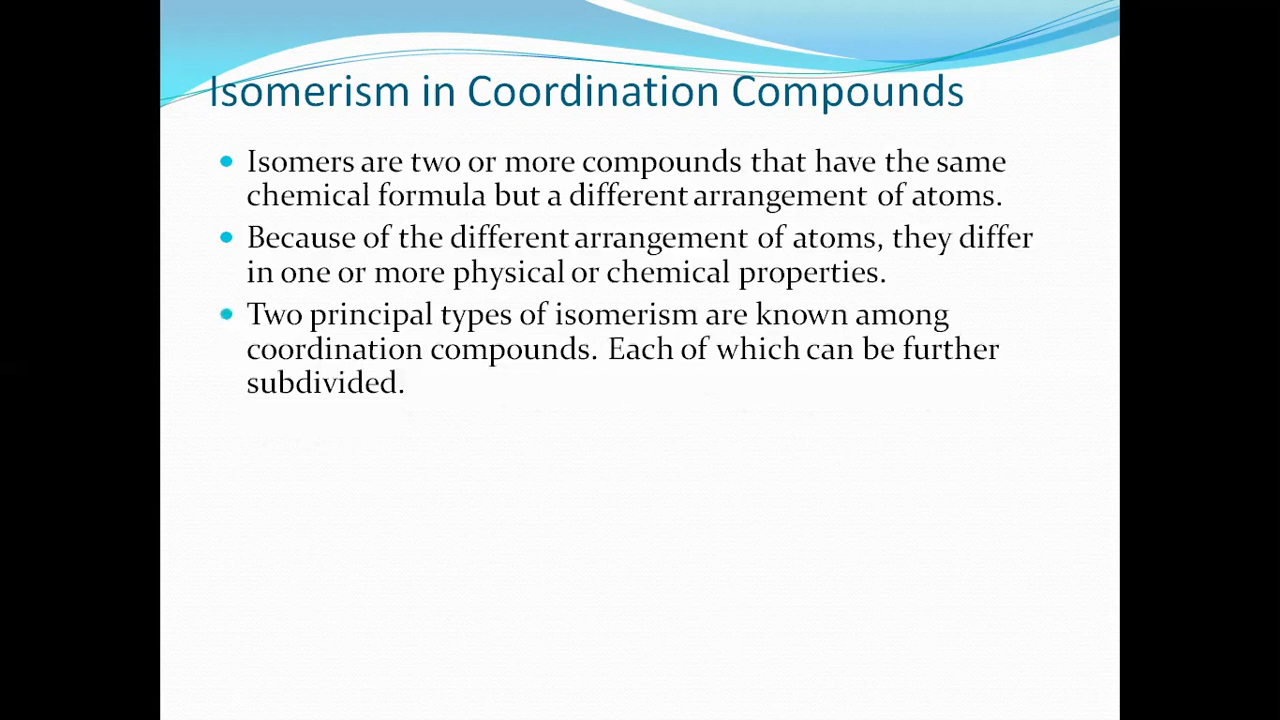 Isomerism in Coordination Compounds
• Isomers are two or more compounds that have the same
chemical formula but a different arrangement of atoms.
• Because of the different arrangement of atoms, they differ
in one or more physical or chemical properties.
• Two principal types of isomerism are known among
coordination compounds. Each of which can be further
subdivided.